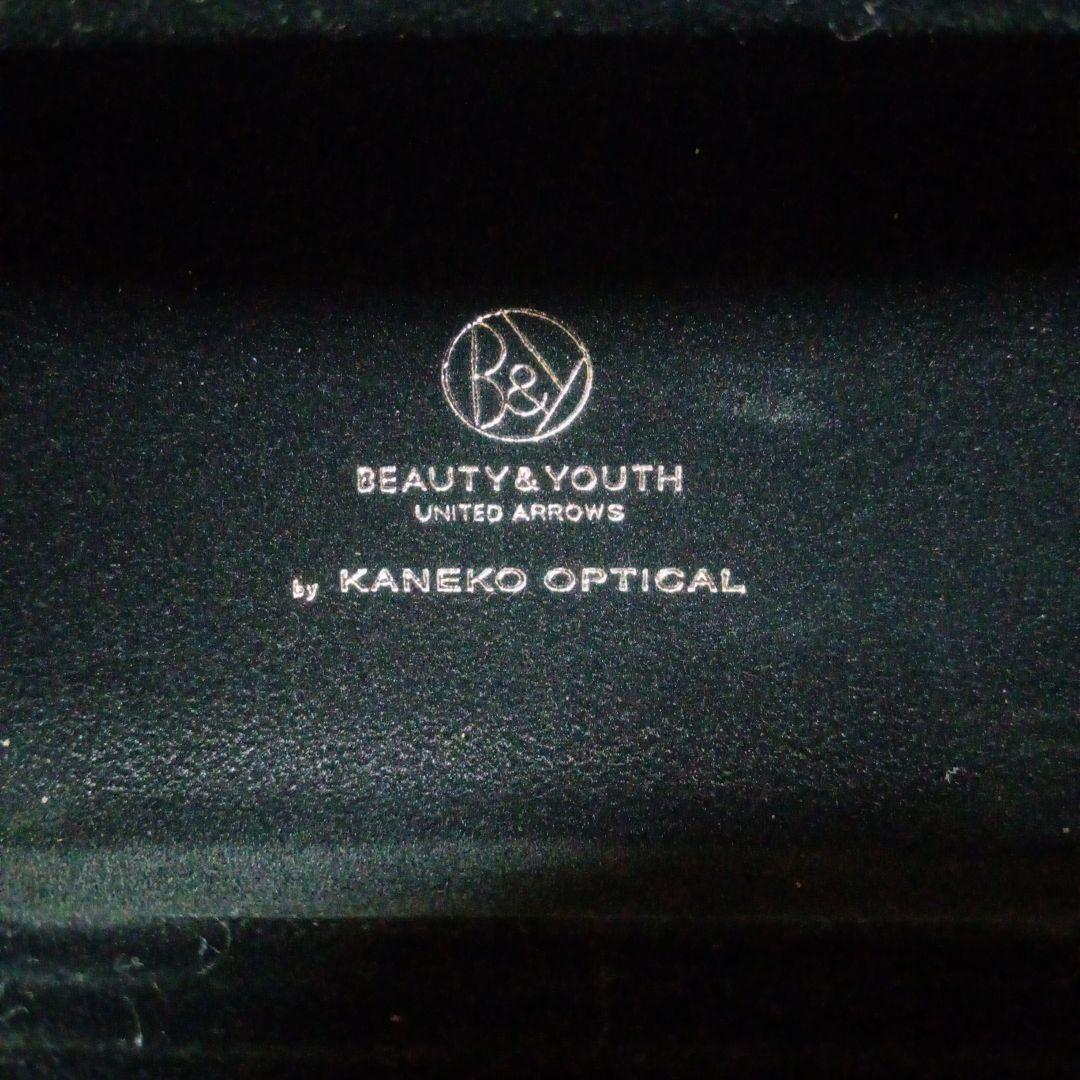 B&Y
BEAUTY&YOUTH
UNITED ARROWS
by KANEKO OPTICAL